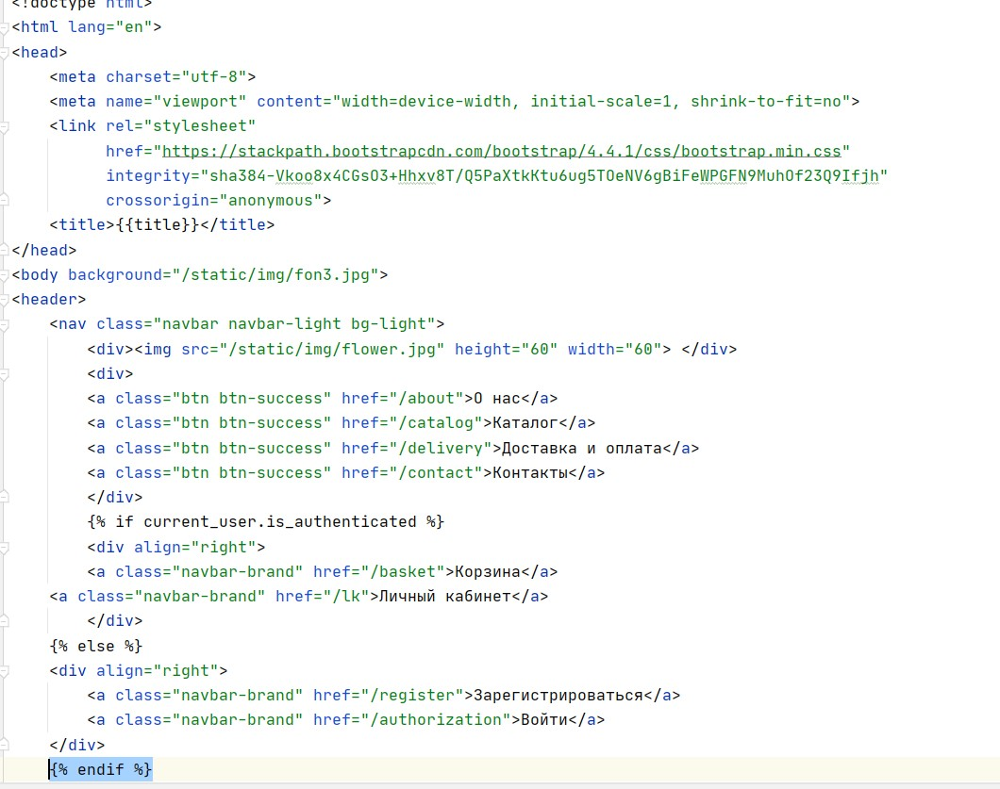 <!doctype html>
<html lang="en">
<head>
    <meta charset="utf-8">
    <meta name="viewport" content="width=device-width, initial-scale=1, shrink-to-fit=no">
    <link rel="stylesheet"
          href="https://stackpath.bootstrapcdn.com/bootstrap/4.4.1/css/bootstrap.min.css"
          integrity="sha384-Vkoo8x4CGsO3+Hhxv8T/Q5PaXtkKtu6ug5TOeNV6gBiFeWPGFN9MuhOf23Q9Ifjh"
          crossorigin="anonymous">
    <title>{{title}}</title>
</head>
<body background="/static/img/fon3.jpg">
<header>
    <nav class="navbar navbar-light bg-light">
        <div><img src="/static/img/flower.jpg" height="60" width="60"> </div>
        <div>
        <a class="btn btn-success" href="/about">О нас</a>
        <a class="btn btn-success" href="/catalog">Каталог</a>
        <a class="btn btn-success" href="/delivery">Доставка и оплата</a>
        <a class="btn btn-success" href="/contact">Контакты</a>
        </div>
        {% if current_user.is_authenticated %}
        <div align="right">
        <a class="navbar-brand" href="/basket">Корзина</a>
    <a class="navbar-brand" href="/lk">Личный кабинет</a>
        </div>
    {% else %}
    <div align="right">
        <a class="navbar-brand" href="/register">Зарегистрироваться</a>
        <a class="navbar-brand" href="/authorization">Войти</a>
    </div>
    {% endif %}